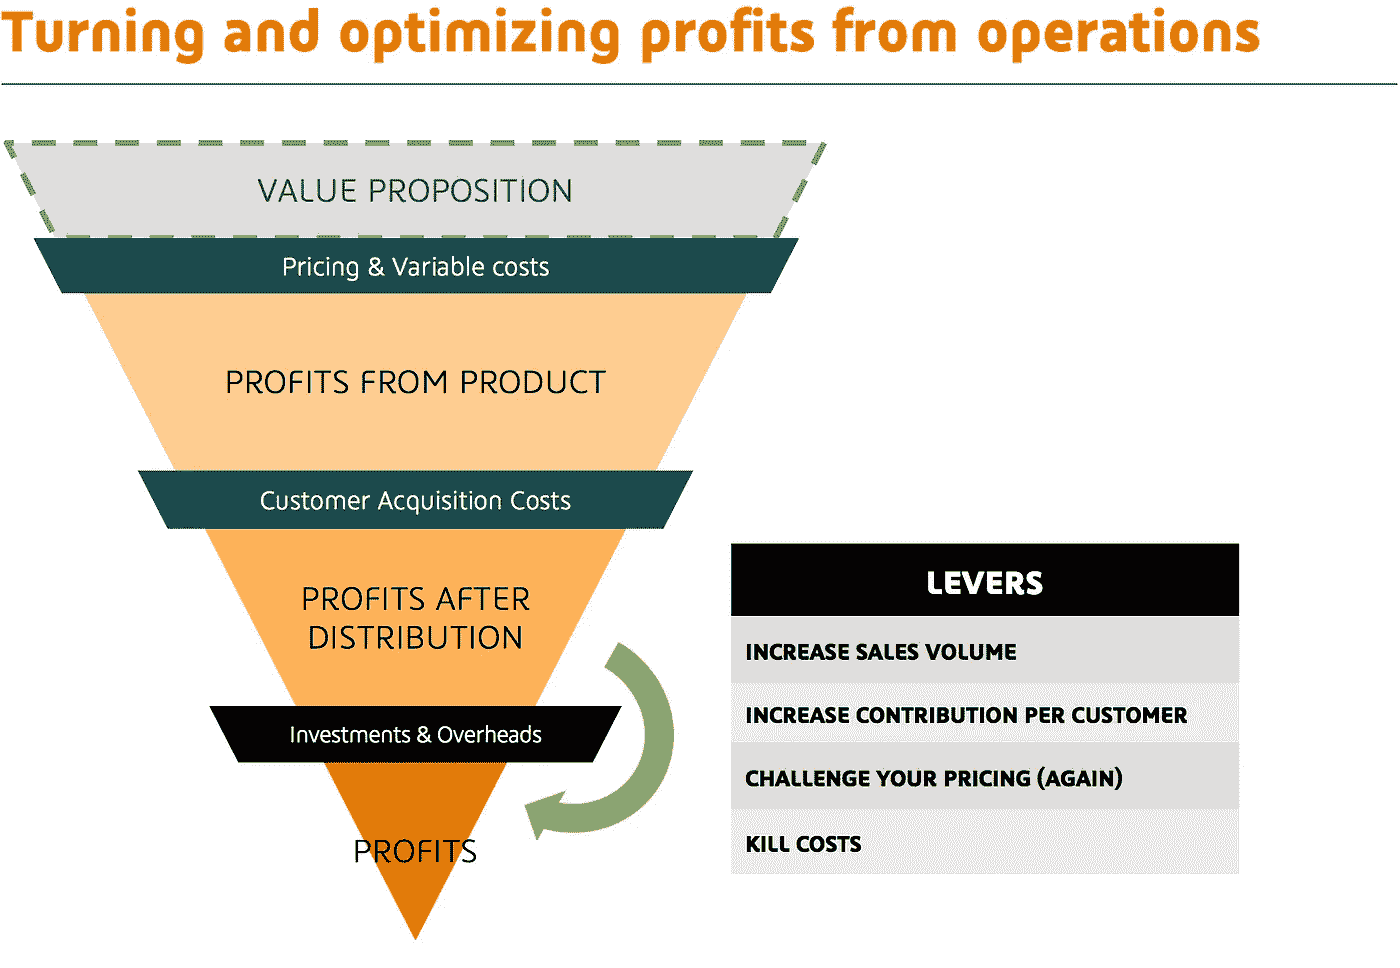 Turning and optimizing profits from operations
VALUE PROPOSITION
Pricing & Variable costs
PROFITS FROM PRODUCT
Customer Acquisition Costs
PROFITS AFTER
DISTRIBUTION
Investments & Overheads
PROFITS
LEVERS
INCREASE SALES VOLUME
INCREASE CONTRIBUTION PER CUSTOMER
CHALLENGE YOUR PRICING (AGAIN)
KILL COSTS